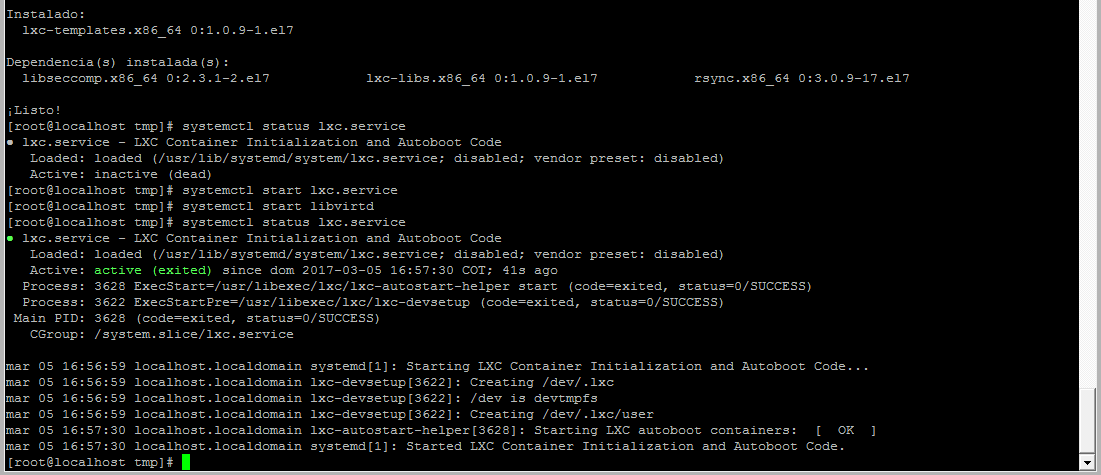 Instalado:
  lxc-templates.x86_64 0:1.0.9-1.el7

Dependencia(s) instalada(s):
  libseccomp.x86_64 0:2.3.1-2.el7            lxc-libs.x86_64 0:1.0.9-1.el7            rsync.x86_64 0:3.0.9-17.el7

¡Listo!
[root@localhost tmp]# systemctl status lxc.service
● lxc.service - LXC Container Initialization and Autoboot Code
   Loaded: loaded (/usr/lib/systemd/system/lxc.service; disabled; vendor preset: disabled)
   Active: inactive (dead)
[root@localhost tmp]# systemctl start lxc.service
[root@localhost tmp]# systemctl start libvirtd
[root@localhost tmp]# systemctl status lxc.service
● lxc.service - LXC Container Initialization and Autoboot Code
   Loaded: loaded (/usr/lib/systemd/system/lxc.service; disabled; vendor preset: disabled)
   Active: active (exited) since dom 2017-03-05 16:57:30 COT; 41s ago
  Process: 3628 ExecStart=/usr/libexec/lxc/lxc-autostart-helper start (code=exited, status=0/SUCCESS)
  Process: 3622 ExecStartPre=/usr/libexec/lxc/lxc-devsetup (code=exited, status=0/SUCCESS)
 Main PID: 3628 (code=exited, status=0/SUCCESS)
   CGroup: /system.slice/lxc.service

mar 05 16:56:59 localhost.localdomain systemd[1]: Starting LXC Container Initialization and Autoboot Code...
mar 05 16:56:59 localhost.localdomain lxc-devsetup[3622]: Creating /dev/.lxc
mar 05 16:56:59 localhost.localdomain lxc-devsetup[3622]: /dev is devtmpfs
mar 05 16:56:59 localhost.localdomain lxc-devsetup[3622]: Creating /dev/.lxc/user
mar 05 16:57:30 localhost.localdomain lxc-autostart-helper[3628]: Starting LXC autoboot containers:  [  OK  ]
mar 05 16:57:30 localhost.localdomain systemd[1]: Started LXC Container Initialization and Autoboot Code.
[root@localhost tmp]#